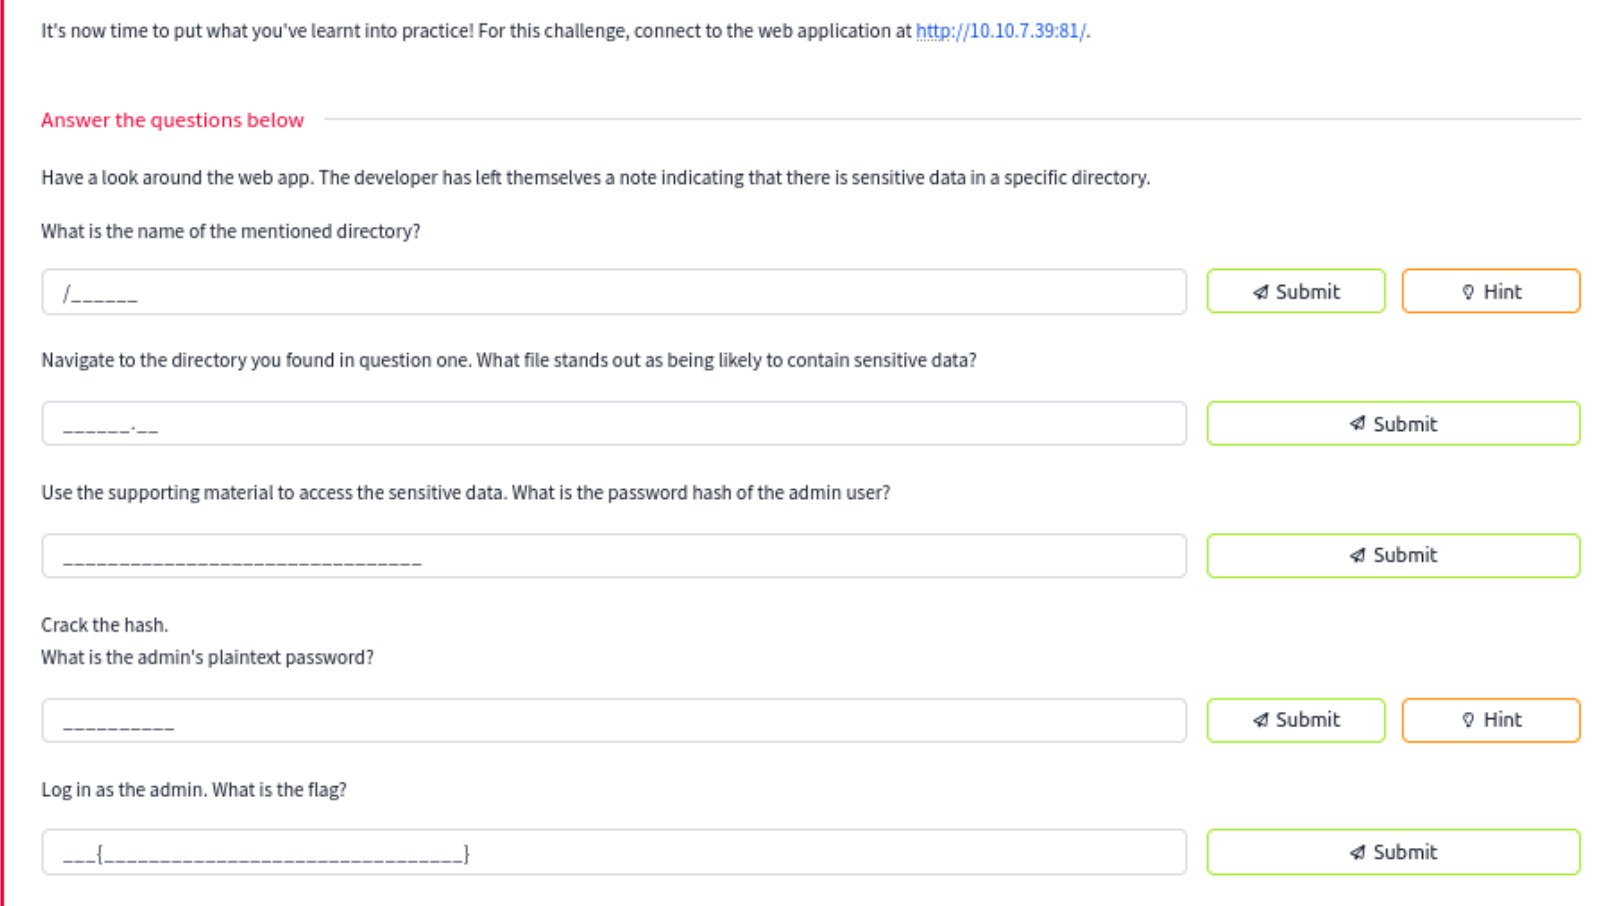 It's now time to put what you've learnt into practice! For this challenge, connect to the web application at http://10.10.7.39:81/.
Answer the questions below
Have a look around the web app. The developer has left themselves a note indicating that there is sensitive data in a specific directory.
What is the name of the mentioned directory?
/______
Submit
Hint
Navigate to the directory you found in question one. What file stands out as being likely to contain sensitive data?
______.__
Submit
Use the supporting material to access the sensitive data. What is the password hash of the admin user?
________________________________
Submit
Crack the hash.
What is the admin's plaintext password?
__________
Submit
Hint
Log in as the admin. What is the flag?
___{________________________________}
Submit